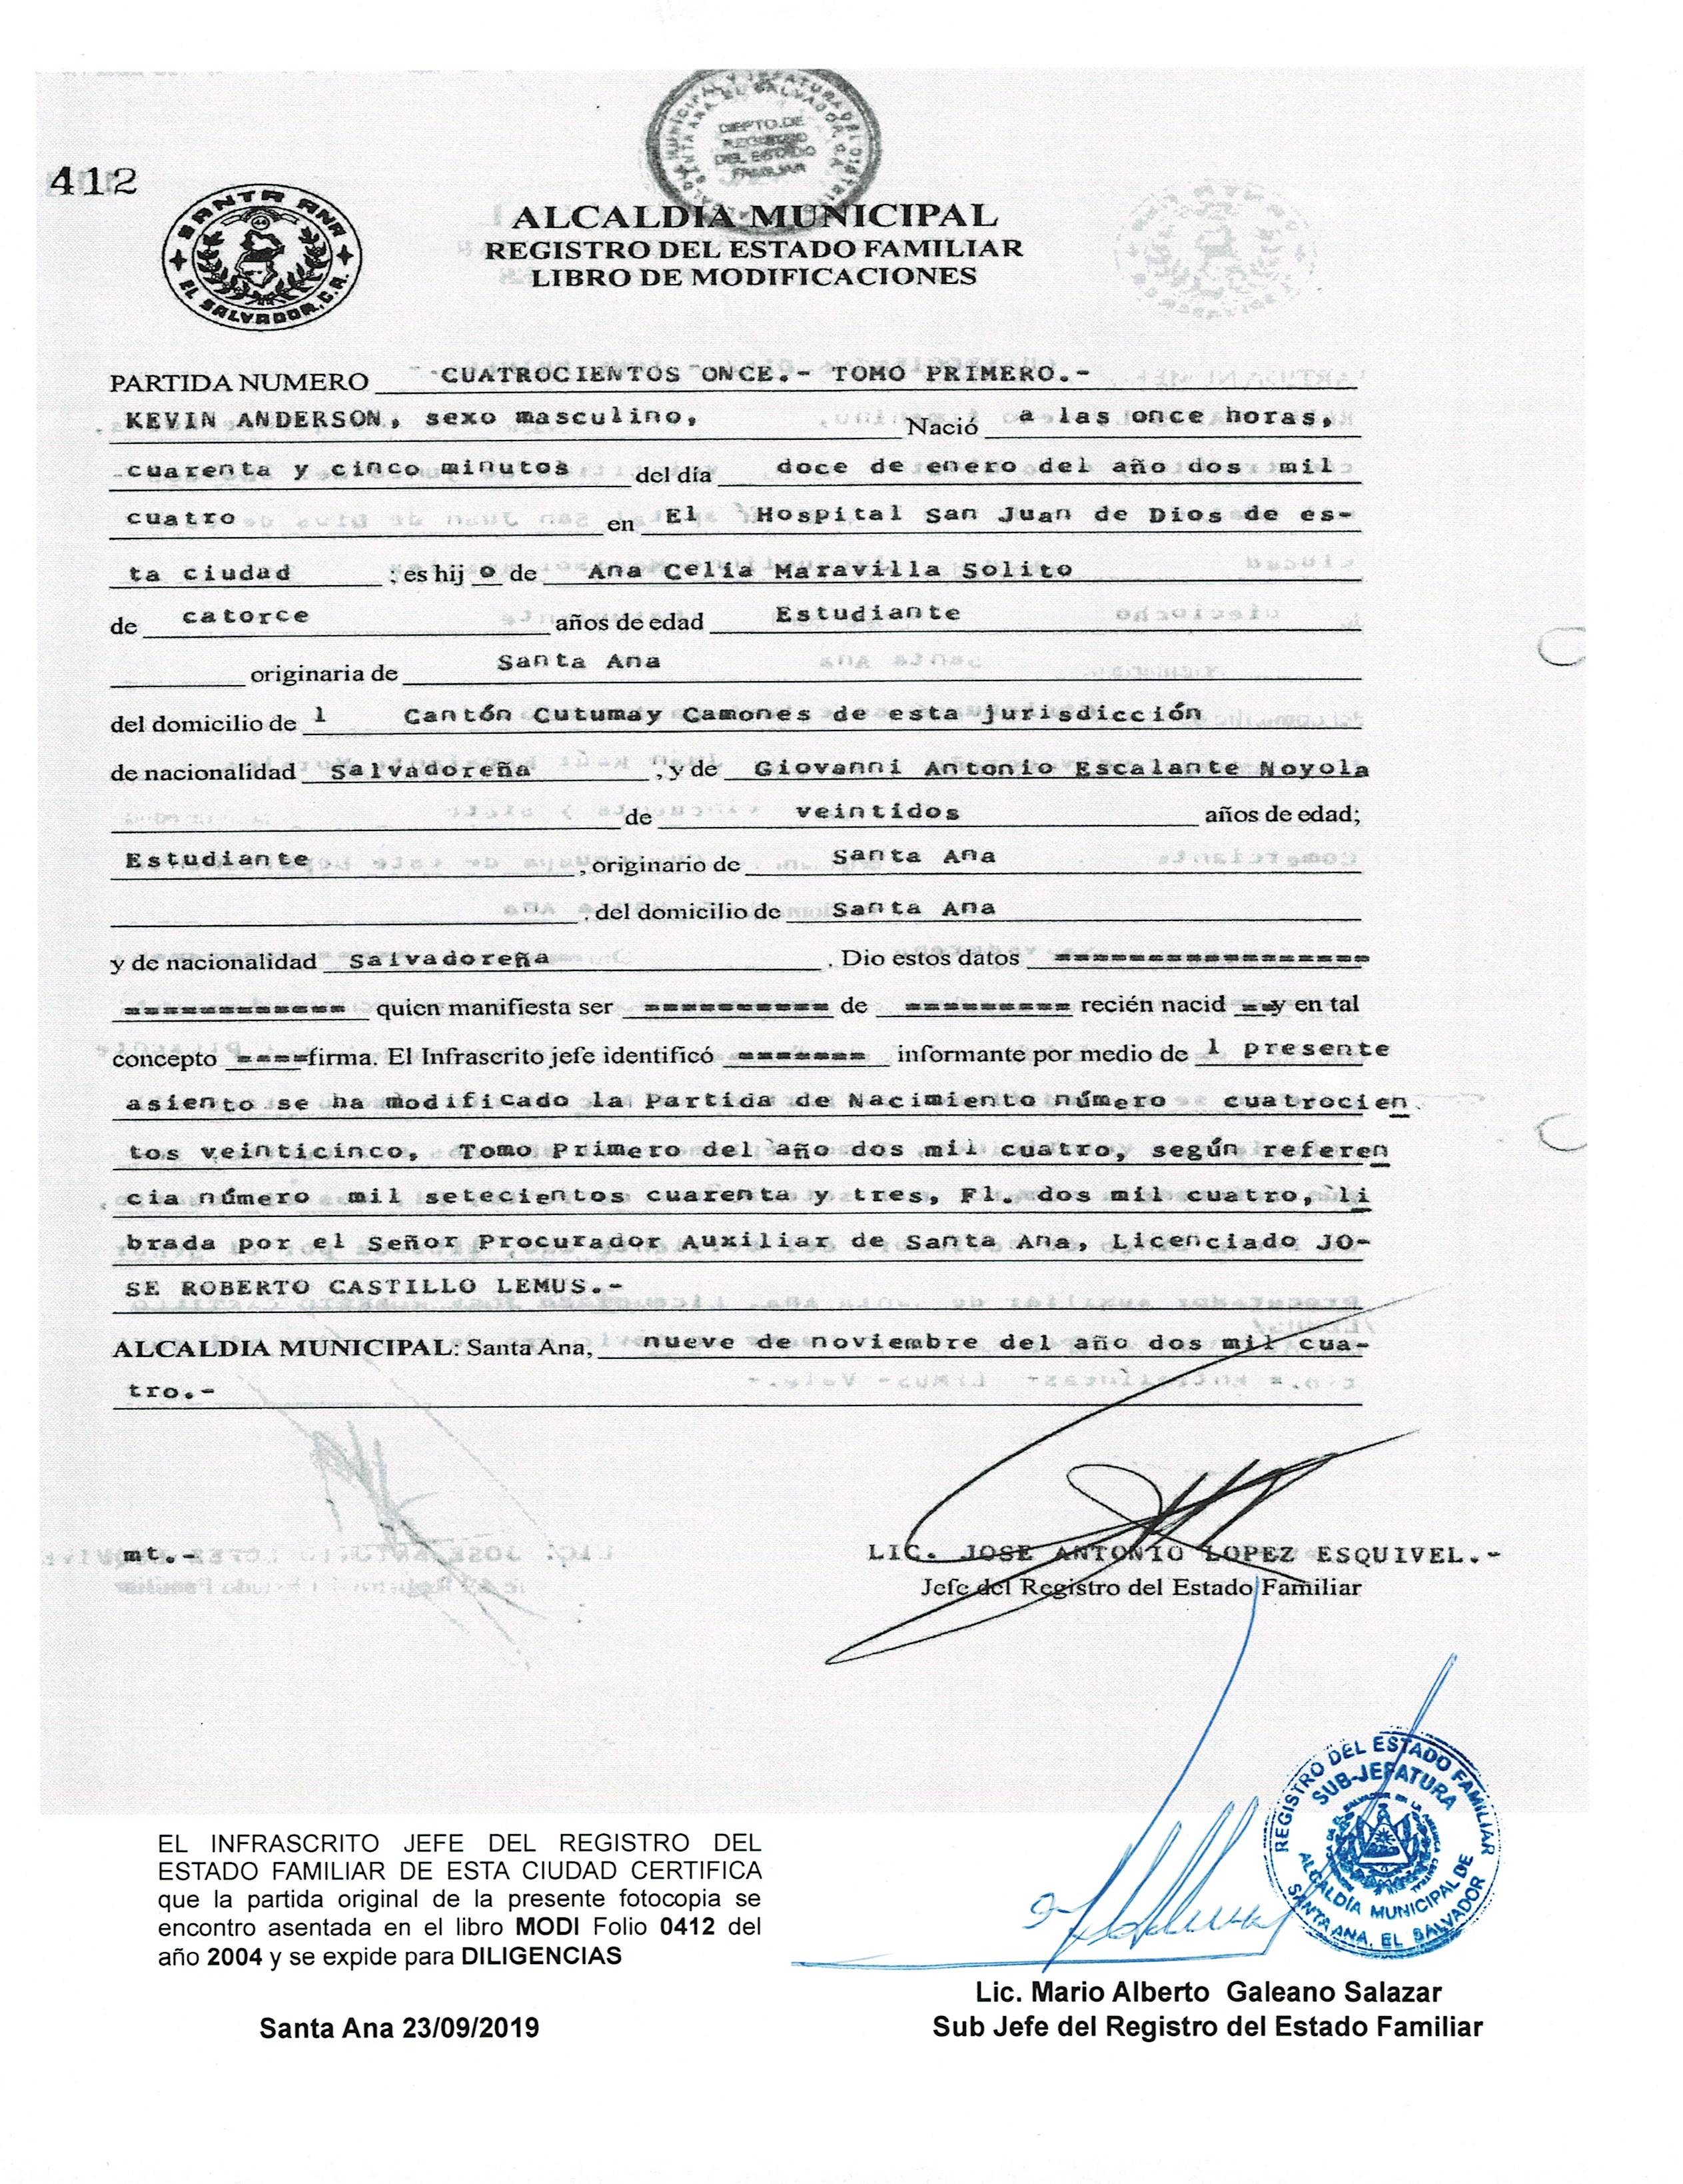 DEPTO. DE
REGISTRO
DEL ESTADO
FAMILIAR
412
SANTA ANA
EL SALVADOR, C.A.
ALCALDIA MUNICIPAL
REGISTRO DEL ESTADO FAMILIAR
LIBRO DE MODIFICACIONES
PARTIDA NUMERO CUATROCIENTOS ONCE.- TOMO PRIMERO.-
KEVIN ANDERSON, sexo masculino, Nació a las once horas,
cuarenta y cinco minutos del día doce de enero del año dos mil
cuatro en El Hospital San Juan de Dios de es-
ta ciudad ; es hij o de Ana Celia Maravilla Solito
de catorce años de edad Estudiante
originaria de Santa Ana
del domicilio de l Cantón Cutumay Camones de esta jurisdicción
de nacionalidad Salvadoreña , y de Giovanni Antonio Escalante Noyola
de veintidos años de edad;
Estudiante , originario de Santa Ana
. del domicilio de Santa Ana
y de nacionalidad Salvadoreña . Dio estos datos =================
============ quien manifiesta ser ========== de ========= recién nacid == y en tal
concepto ==== firma. El Infrascrito jefe identificó ======= informante por medio de l presente
asiento se ha modificado la Partida de Nacimiento número cuatrocien
tos veinticinco, Tomo Primero del año dos mil cuatro, según referen
cia número mil setecientos cuarenta y tres, Fl. dos mil cuatro, li
brada por el Señor Procurador Auxiliar de Santa Ana, Licenciado JO-
SE ROBERTO CASTILLO LEMUS.-
ALCALDIA MUNICIPAL: Santa Ana, nueve de noviembre del año dos mil cua-
tro.-
mt.-
LIC. JOSE ANTONIO LOPEZ ESQUIVEL.-
Jefe del Registro del Estado Familiar
REGISTRO DEL ESTADO FAMILIAR
SUB-JEFATURA
ALCALDIA MUNICIPAL DE
SANTA ANA, EL SALVADOR
EL INFRASCRITO JEFE DEL REGISTRO DEL
ESTADO FAMILIAR DE ESTA CIUDAD CERTIFICA
que la partida original de la presente fotocopia se
encontro asentada en el libro MODI Folio 0412 del
año 2004 y se expide para DILIGENCIAS
Santa Ana 23/09/2019
Lic. Mario Alberto Galeano Salazar
Sub Jefe del Registro del Estado Familiar